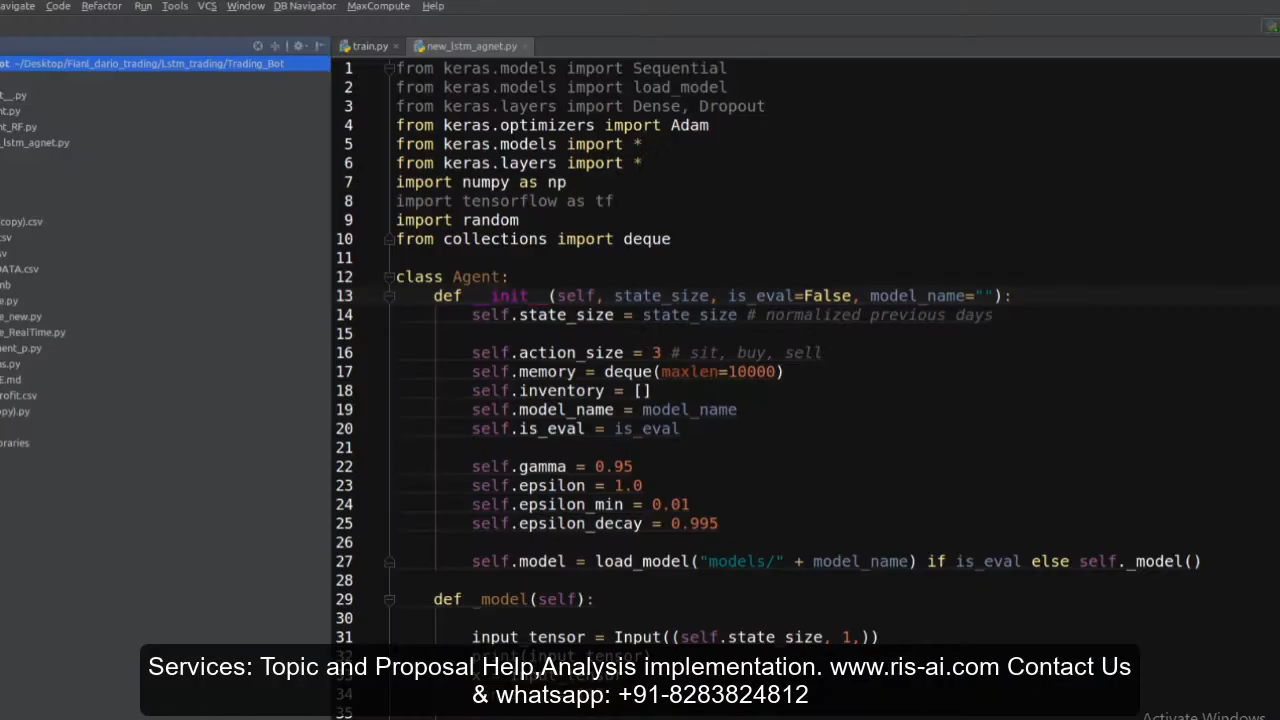 avigate Code Refactor Run Tools VCS Window DB Navigrator MaxCompute Help
train.py
new_lstm_agnet.py
ot ~/Desktop/Fianl_dario_trading/Lstm_trading/Trading_Bot
t__.py
nt.py
nt_RF.py
_lstm_agnet.py
copy).csv
sv
v
DATA.csv
nb
e.py
e_new.py
e_RealTime.py
ment_p.py
ns.py
E.md
rofit.csv
opy).py
braries
1 from keras.models import Sequential
2 from keras.models import load_model
3 from keras.layers import Dense, Dropout
4 from keras.optimizers import Adam
5 from keras.models import *
6 from keras.layers import *
7 import numpy as np
8 import tensorflow as tf
9 import random
10 from collections import deque
11
12 class Agent:
13 def __init__(self, state_size, is_eval=False, model_name=""):
14 self.state_size = state_size # normalized previous days
15
16 self.action_size = 3 # sit, buy, sell
17 self.memory = deque(maxlen=10000)
18 self.inventory = []
19 self.model_name = model_name
20 self.is_eval = is_eval
21
22 self.gamma = 0.95
23 self.epsilon = 1.0
24 self.epsilon_min = 0.01
25 self.epsilon_decay = 0.995
26
27 self.model = load_model("models/" + model_name) if is_eval else self._model()
28
29 def _model(self):
30
31 input_tensor = Input((self.state_size, 1,))
Services: Topic and Proposal Help,Analysis implementation. www.ris-ai.com Contact Us
& whatsapp: +91-8283824812
34
35
Activate Windows